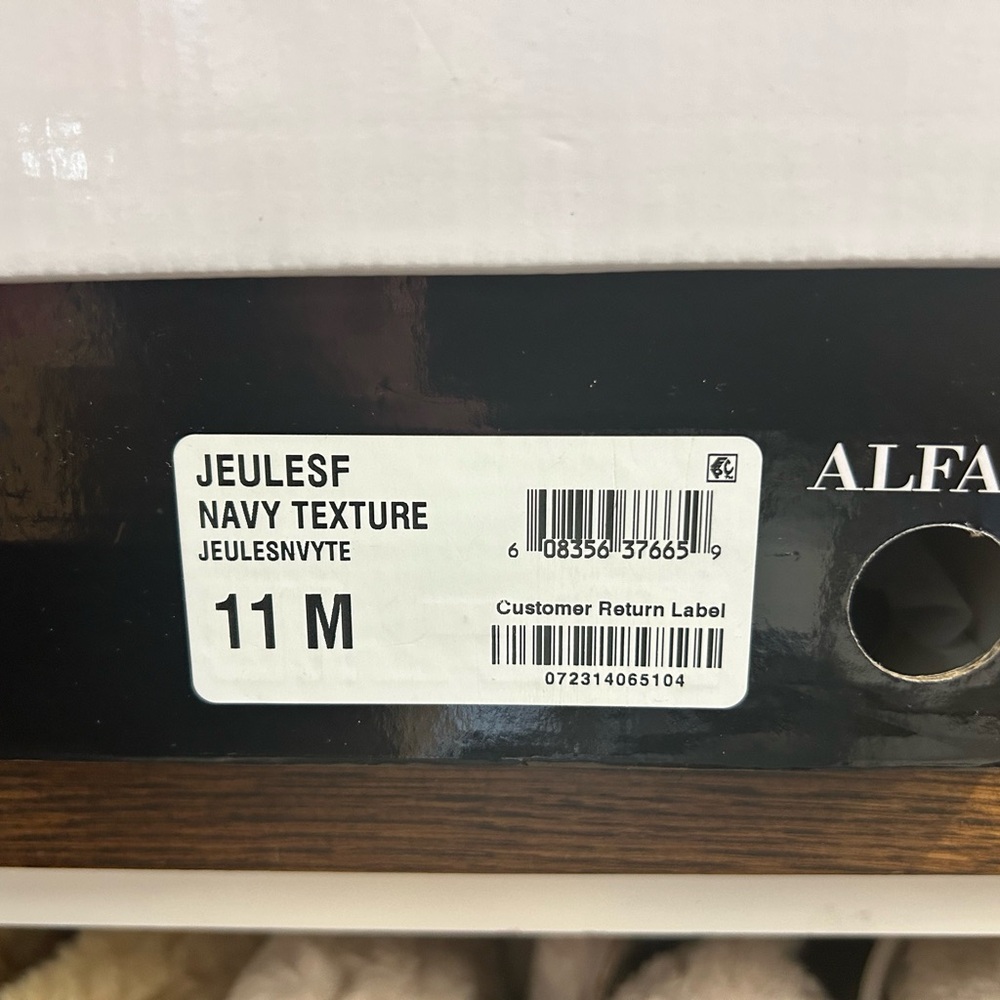 JEULESF
NAVY TEXTURE
JEULESNVYTE
11 M
6 08356 37665 9
Customer Return Label
072314065104
ALFA